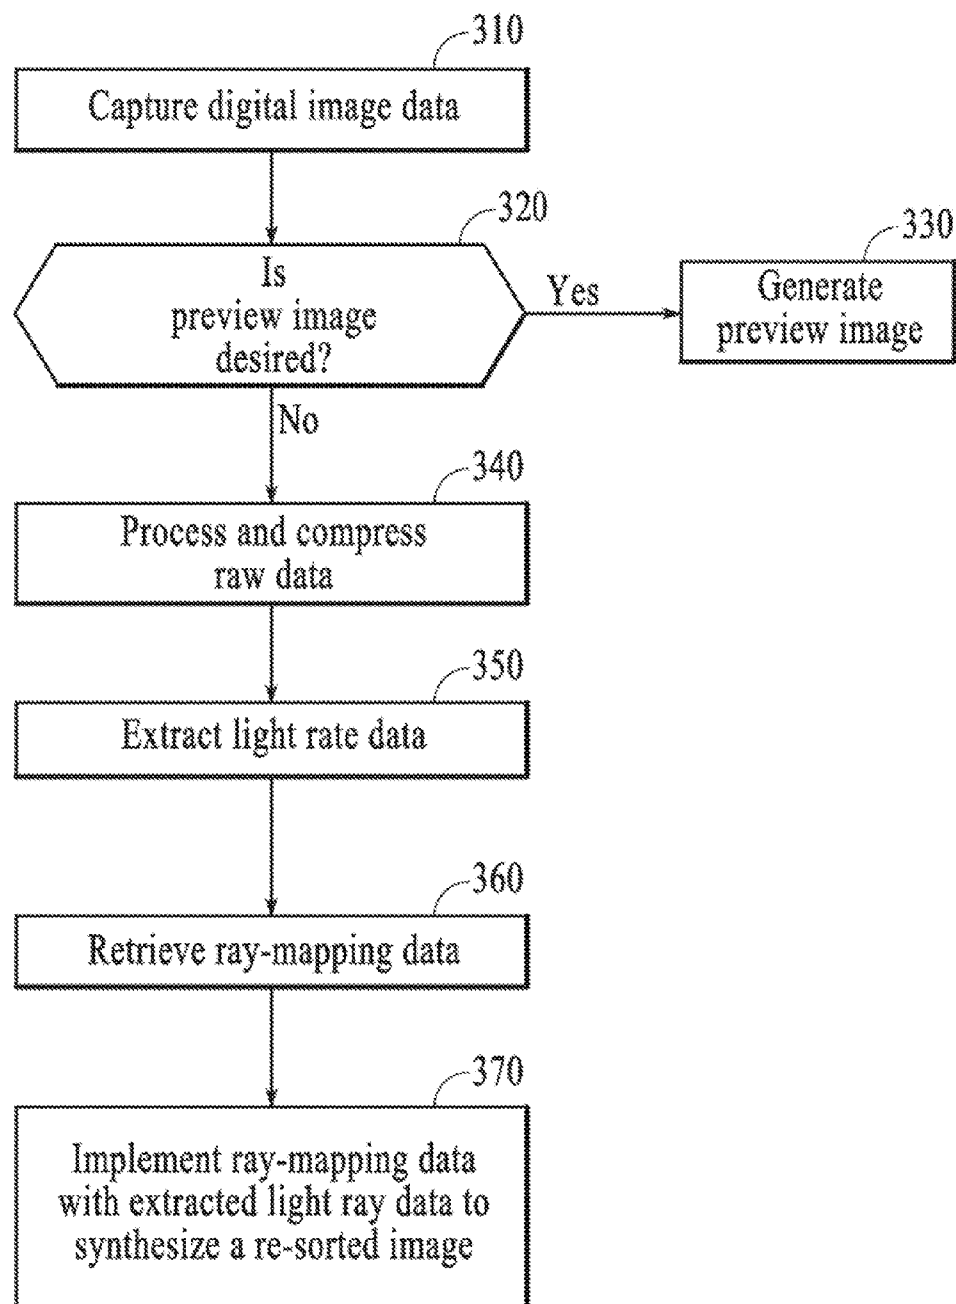 310
Capture digital image data
320
Is
preview image
desired?
Yes
330
Generate
preview image
No
340
Process and compress
raw data
350
Extract light rate data
360
Retrieve ray-mapping data
370
Implement ray-mapping data
with extracted light ray data to
synthesize a re-sorted image